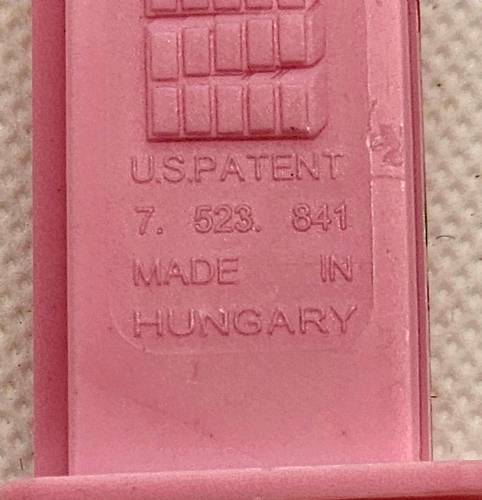 U.S.PATENT
7. 523. 841
MADE IN
HUNGARY